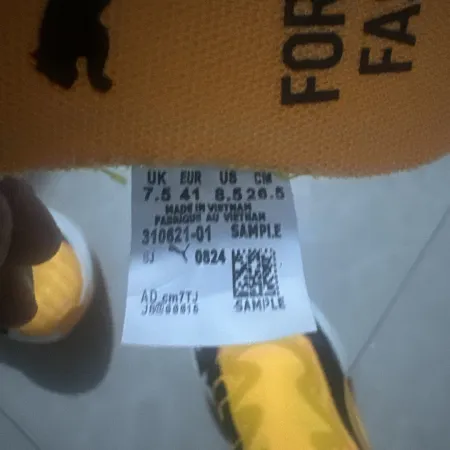 FOR
FA
UK EUR US CM
7.5 41 8.5 26.5
MADE IN VIETNAM
FABRIQUE AU VIETNAM
310621-01 SAMPLE
0824
AD_cm7TJ
SAMPLE